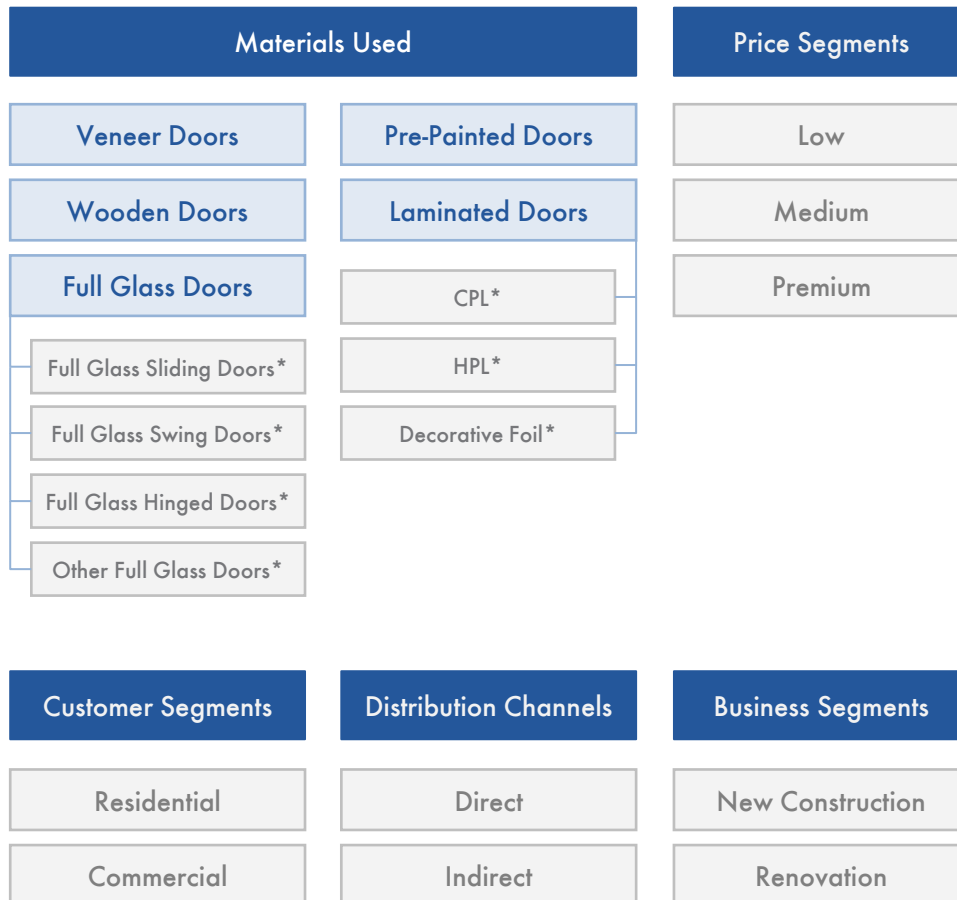 Materials Used
Price Segments
Veneer Doors
Pre-Painted Doors
Low
Wooden Doors
Laminated Doors
Medium
Full Glass Doors
CPL*
Premium
Full Glass Sliding Doors*
HPL*
Full Glass Swing Doors*
Decorative Foil*
Full Glass Hinged Doors*
Other Full Glass Doors*
Customer Segments
Distribution Channels
Business Segments
Residential
Direct
New Construction
Commercial
Indirect
Renovation